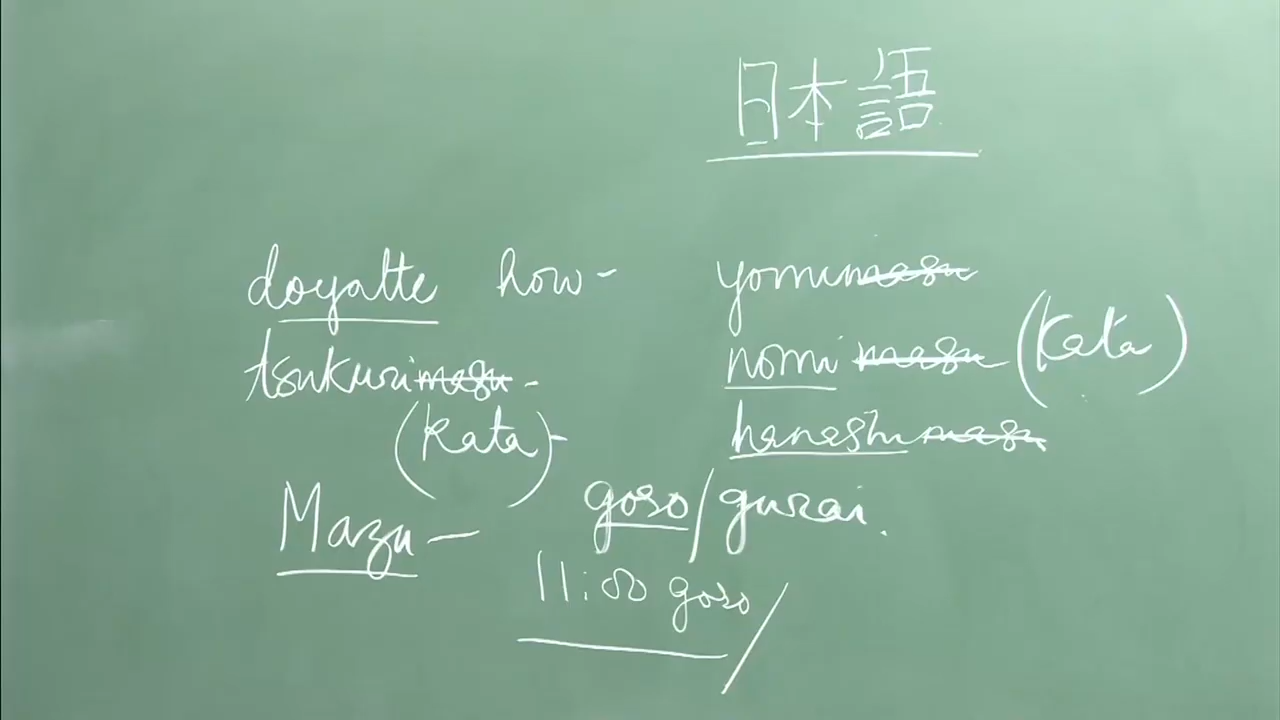 日本語
doyatte how- yomimasu
tsukurimasu- nomimasu (kata)
(kata)- hanashimasu
Mazu - goro/gurai.
11:00 goro/